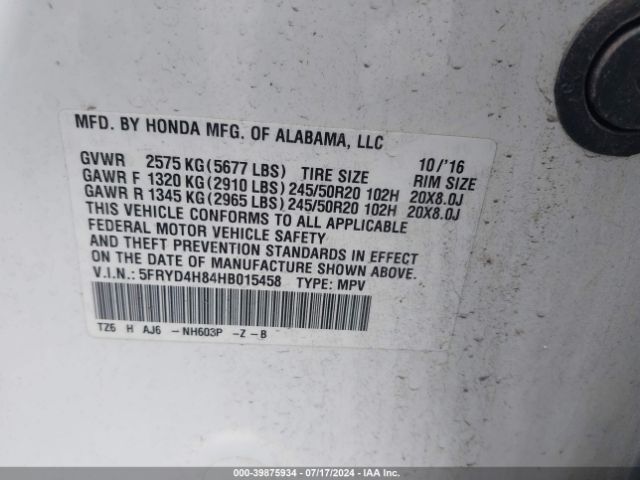 MFD. BY HONDA MFG. OF ALABAMA, LLC
10/'16
GVWR 2575 KG(5677 LBS) TIRE SIZE RIM SIZE
GAWR F 1320 KG(2910 LBS)245/50R20 102H 20X8.0J
GAWR R 1345 KG(2965 LBS)245/50R20 102H 20X8.0J
THIS VEHICLE CONFORMS TO ALL APPLICABLE
FEDERAL MOTOR VEHICLE SAFETY
AND THEFT PREVENTION STANDARDS IN EFFECT
ON THE DATE OF MANUFACTURE SHOWN ABOVE.
V.I.N.: 5FRYD4H84HB015458 TYPE: MPV
TZ6 H AJ6 -NH603P -Z-B
000-39875934 - 07/17/2024 - IAA Inc.